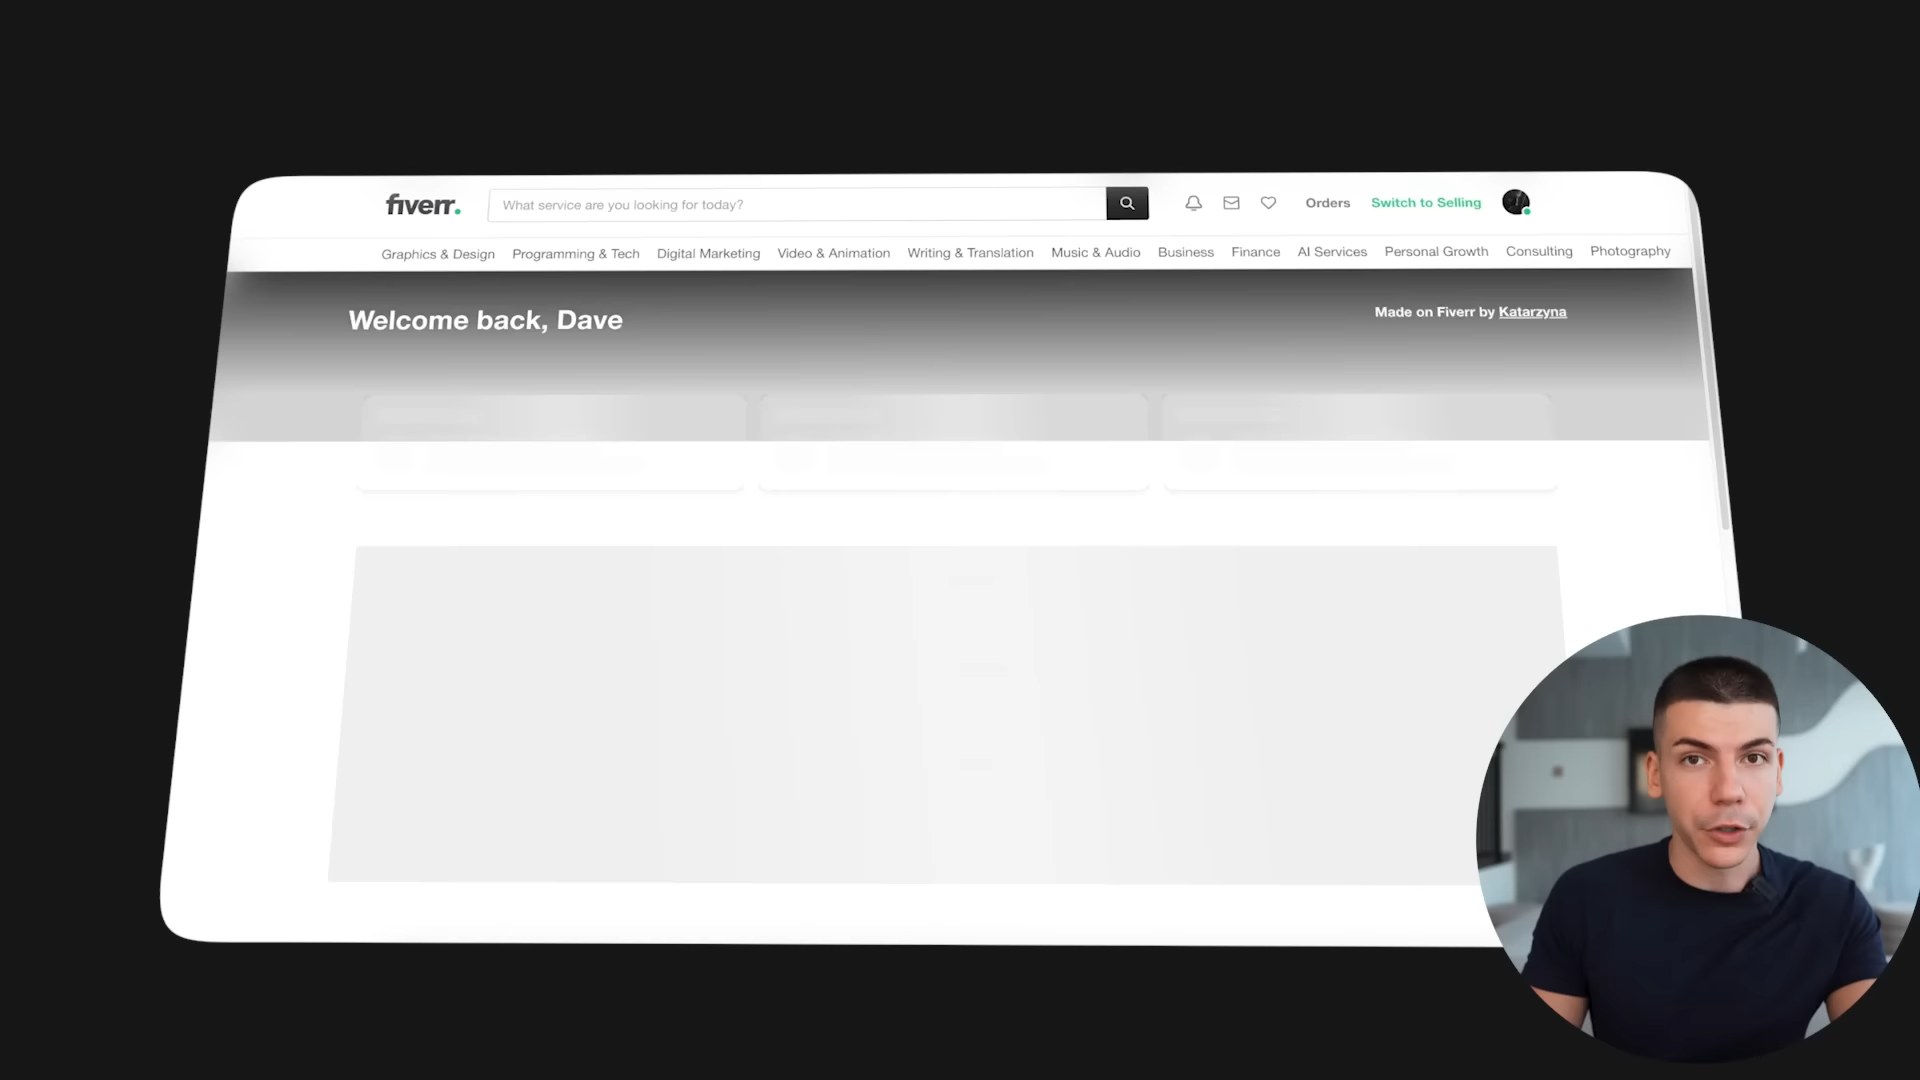 fiverr.
What service are you looking for today?
Orders
Switch to Selling
Graphics & Design
Programming & Tech
Digital Marketing
Video & Animation
Writing & Translation
Music & Audio
Business
Finance
AI Services
Personal Growth
Consulting
Photography
Welcome back, Dave
Made on Fiverr by Katarzyna